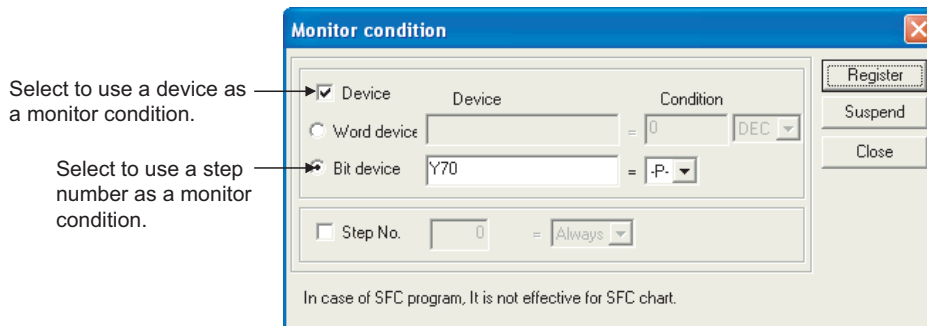 Monitor condition
Select to use a device as
a monitor condition.
Select to use a step
number as a monitor
condition.
Device
Device
Condition
Word device
=
0
DEC
Bit device
Y70
=
-P-
Step No.
0
=
Always
In case of SFC program, It is not effective for SFC chart.
Register
Suspend
Close